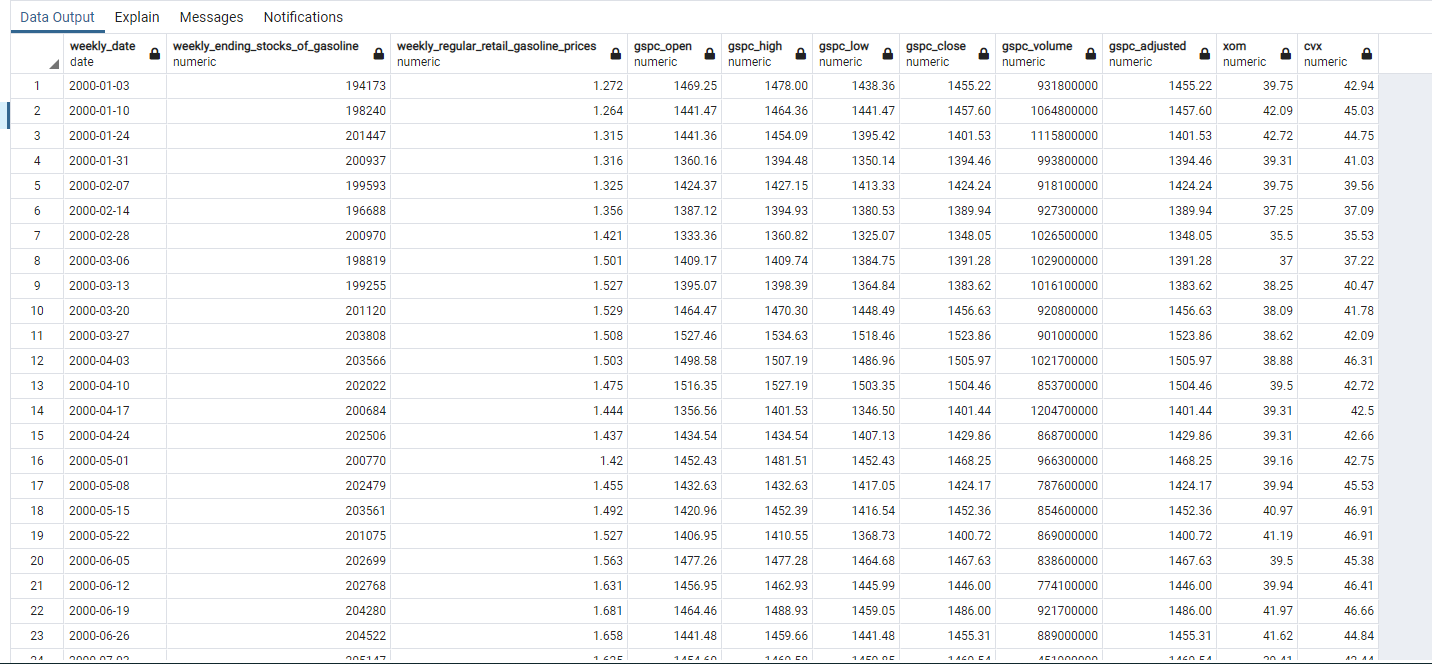 Data Output Explain Messages Notifications
weekly_date weekly_ending_stocks_of_gasoline weekly_regular_retail_gasoline_prices gspc_open gspc_high gspc_low gspc_close gspc_volume gspc_adjusted xom cvx
date numeric numeric numeric numeric numeric numeric numeric numeric numeric numeric
1 2000-01-03 194173 1.272 1469.25 1478.00 1438.36 1455.22 931800000 1455.22 39.75 42.94
2 2000-01-10 198240 1.264 1441.47 1464.36 1441.47 1457.60 1064800000 1457.60 42.09 45.03
3 2000-01-24 201447 1.315 1441.36 1454.09 1395.42 1401.53 1115800000 1401.53 42.72 44.75
4 2000-01-31 200937 1.316 1360.16 1394.48 1350.14 1394.46 993800000 1394.46 39.31 41.03
5 2000-02-07 199593 1.325 1424.37 1427.15 1413.33 1424.24 918100000 1424.24 39.75 39.56
6 2000-02-14 196688 1.356 1387.12 1394.93 1380.53 1389.94 927300000 1389.94 37.25 37.09
7 2000-02-28 200970 1.421 1333.36 1360.82 1325.07 1348.05 1026500000 1348.05 35.5 35.53
8 2000-03-06 198819 1.501 1409.17 1409.74 1384.75 1391.28 1029000000 1391.28 37 37.22
9 2000-03-13 199255 1.527 1395.07 1398.39 1364.84 1383.62 1016100000 1383.62 38.25 40.47
10 2000-03-20 201120 1.529 1464.47 1470.30 1448.49 1456.63 920800000 1456.63 38.09 41.78
11 2000-03-27 203808 1.508 1527.46 1534.63 1518.46 1523.86 901000000 1523.86 38.62 42.09
12 2000-04-03 203566 1.503 1498.58 1507.19 1486.96 1505.97 1021700000 1505.97 38.88 46.31
13 2000-04-10 202022 1.475 1516.35 1527.19 1503.35 1504.46 853700000 1504.46 39.5 42.72
14 2000-04-17 200684 1.444 1356.56 1401.53 1346.50 1401.44 1204700000 1401.44 39.31 42.5
15 2000-04-24 202506 1.437 1434.54 1434.54 1407.13 1429.86 868700000 1429.86 39.31 42.66
16 2000-05-01 200770 1.42 1452.43 1481.51 1452.43 1468.25 966300000 1468.25 39.16 42.75
17 2000-05-08 202479 1.455 1432.63 1432.63 1417.05 1424.17 787600000 1424.17 39.94 45.53
18 2000-05-15 203561 1.492 1420.96 1452.39 1416.54 1452.36 854600000 1452.36 40.97 46.91
19 2000-05-22 201075 1.527 1406.95 1410.55 1368.73 1400.72 869000000 1400.72 41.19 46.91
20 2000-06-05 202699 1.563 1477.26 1477.28 1464.68 1467.63 838600000 1467.63 39.5 45.38
21 2000-06-12 202768 1.631 1456.95 1462.93 1445.99 1446.00 774100000 1446.00 39.94 46.41
22 2000-06-19 204280 1.681 1464.46 1488.93 1459.05 1486.00 921700000 1486.00 41.97 46.66
23 2000-06-26 204522 1.658 1441.48 1459.66 1441.48 1455.31 889000000 1455.31 41.62 44.84